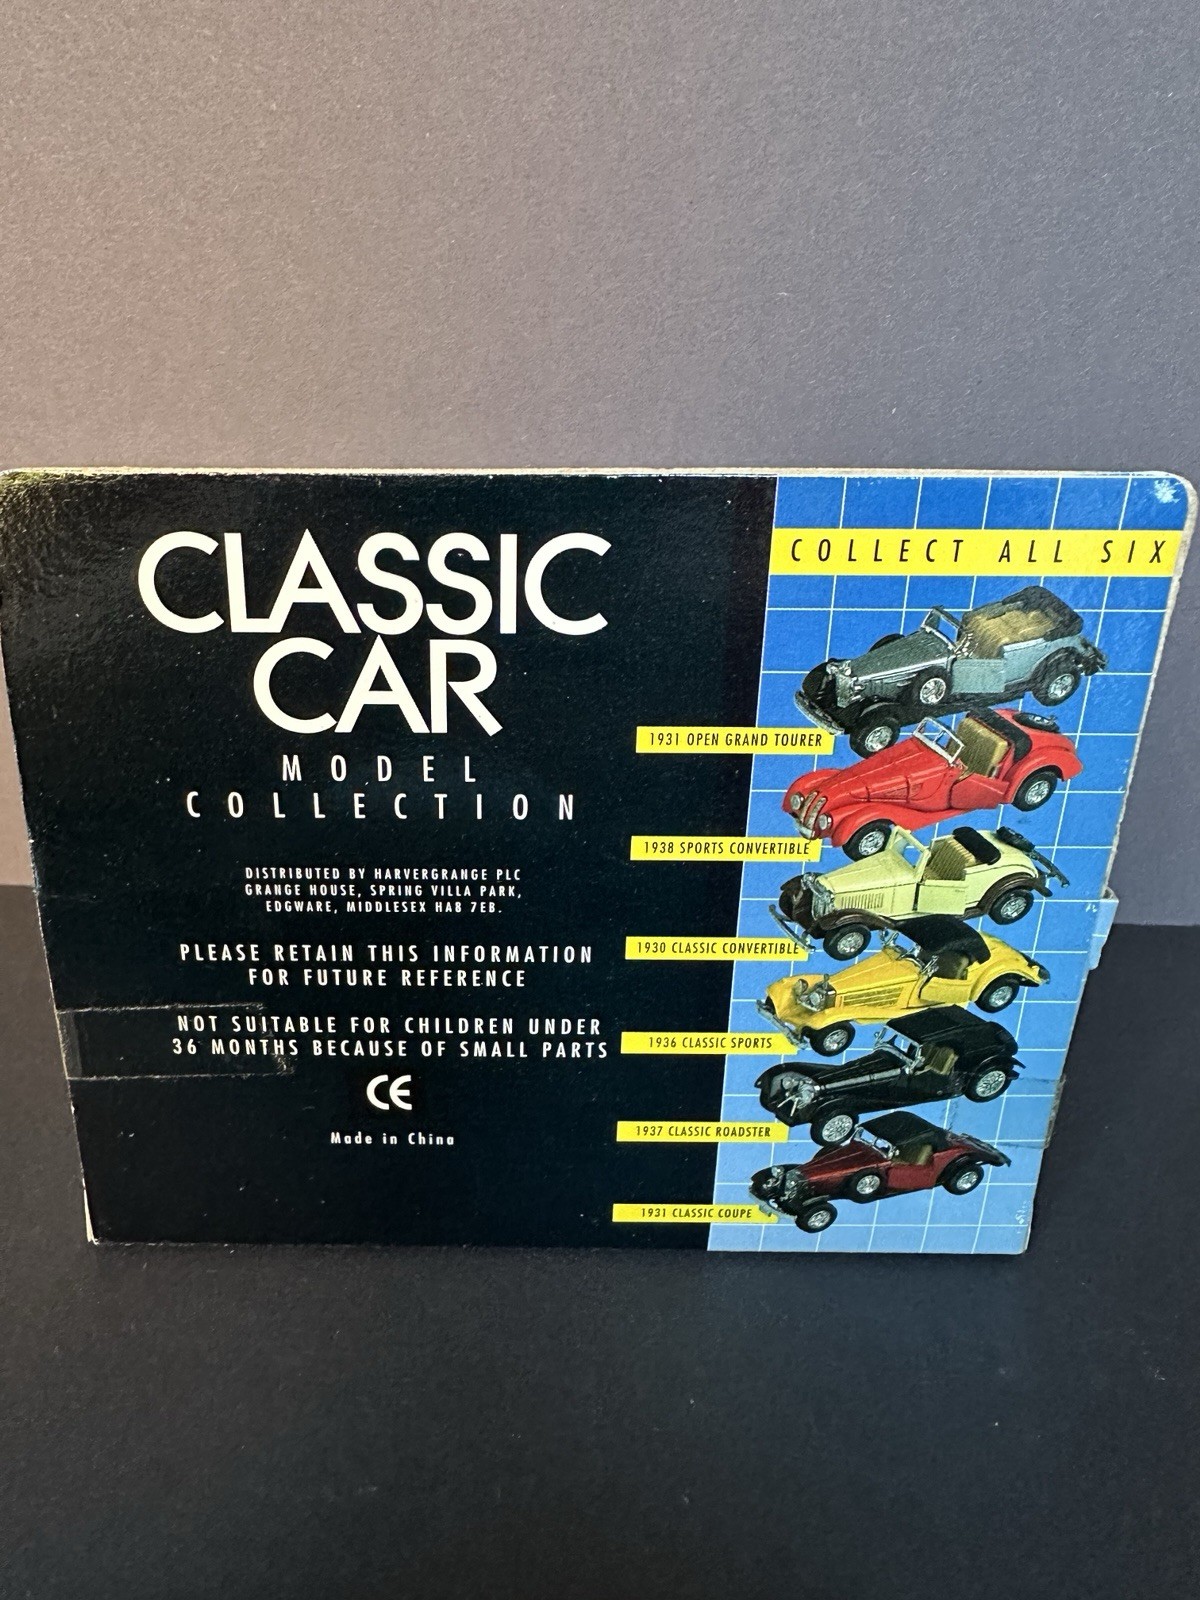 CLASSIC
CAR
MODEL
COLLECTION
DISTRIBUTED BY HARVERGRANGE PLC
GRANGE HOUSE, SPRING VILLA PARK,
EDGWARE, MIDDLESEX HA8 7EB.
PLEASE RETAIN THIS INFORMATION
FOR FUTURE REFERENCE
NOT SUITABLE FOR CHILDREN UNDER
36 MONTHS BECAUSE OF SMALL PARTS
CE
Made in China
COLLECT ALL SIX
1931 OPEN GRAND TOURER
1938 SPORTS CONVERTIBLE
1930 CLASSIC CONVERTIBLE
1936 CLASSIC SPORTS
1937 CLASSIC ROADSTER
1931 CLASSIC COUPE